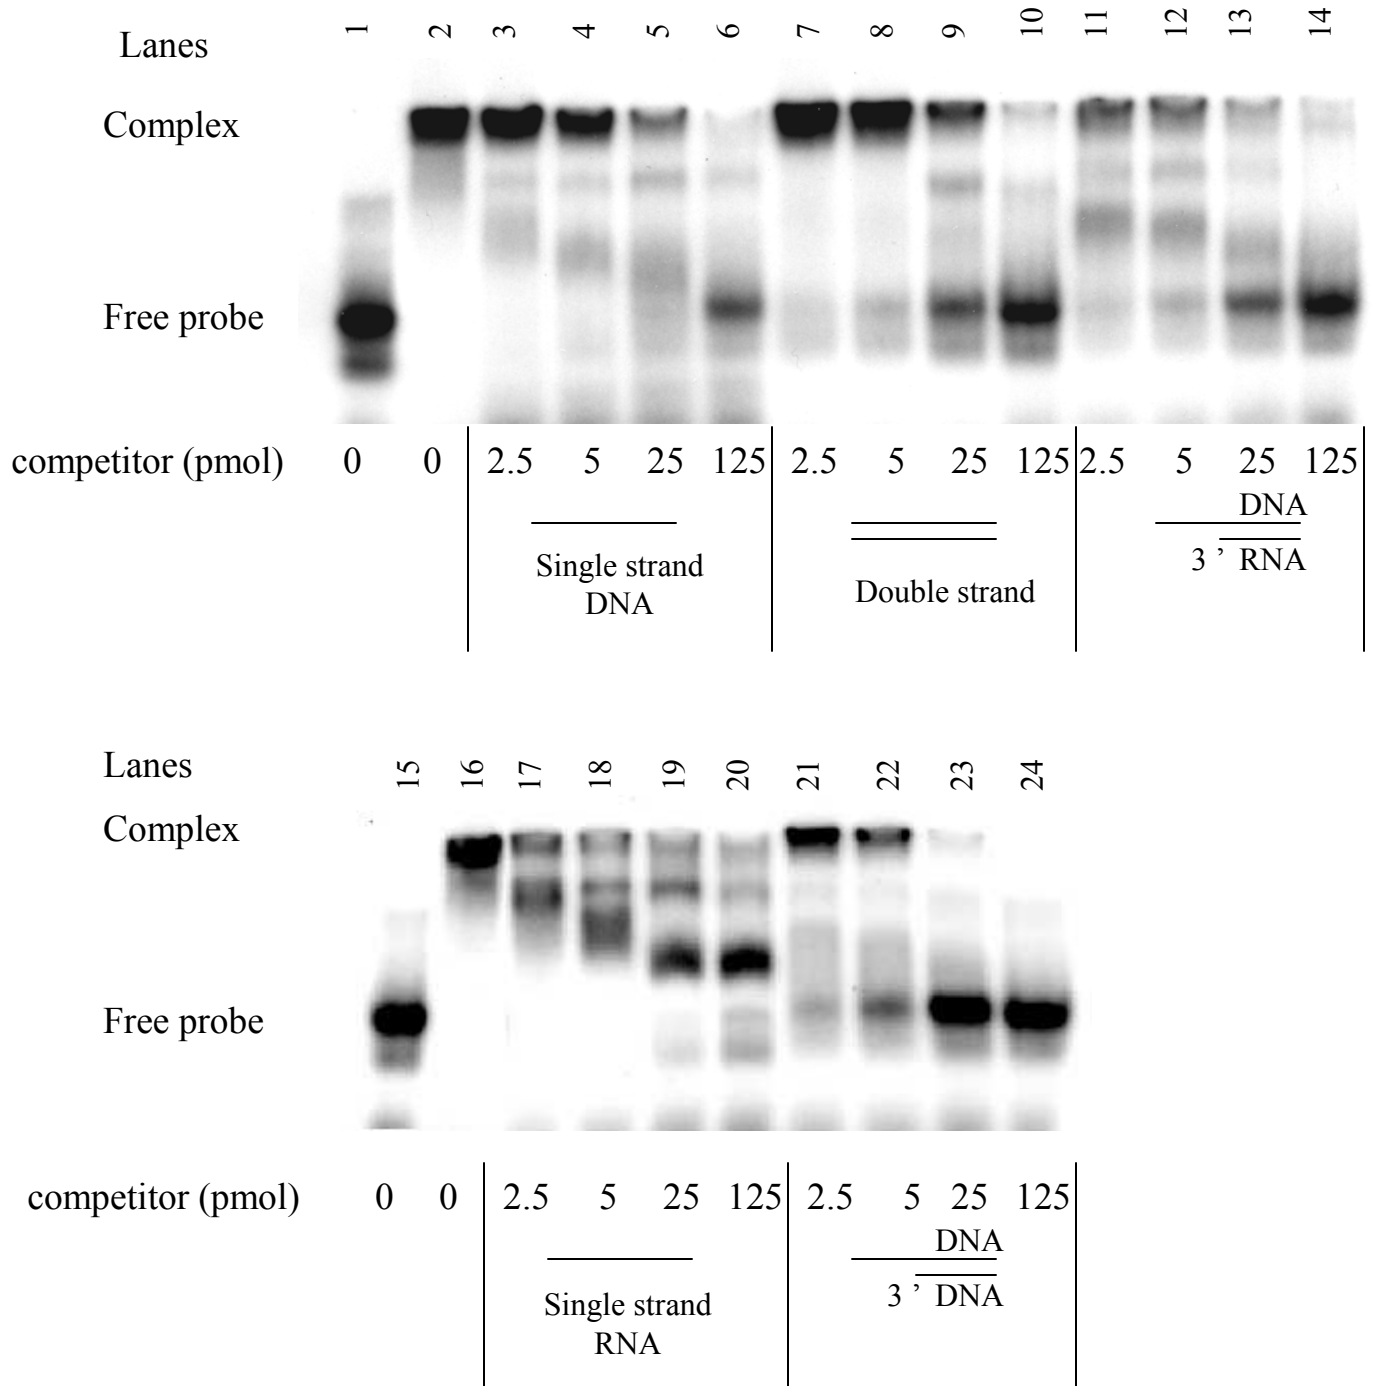 Lanes 1 2 3 4 5 6 7 8 9 10 11 12 13 14
Complex
Free probe
competitor (pmol) 0 0 2.5 5 25 125 2.5 5 25 125 2.5 5 25 125
DNA
3 ’ RNA
Single strand
DNA
Double strand
Lanes 15 16 17 18 19 20 21 22 23 24
Complex
Free probe
competitor (pmol) 0 0 2.5 5 25 125 2.5 5 25 125
DNA
3 ’ DNA
Single strand
RNA